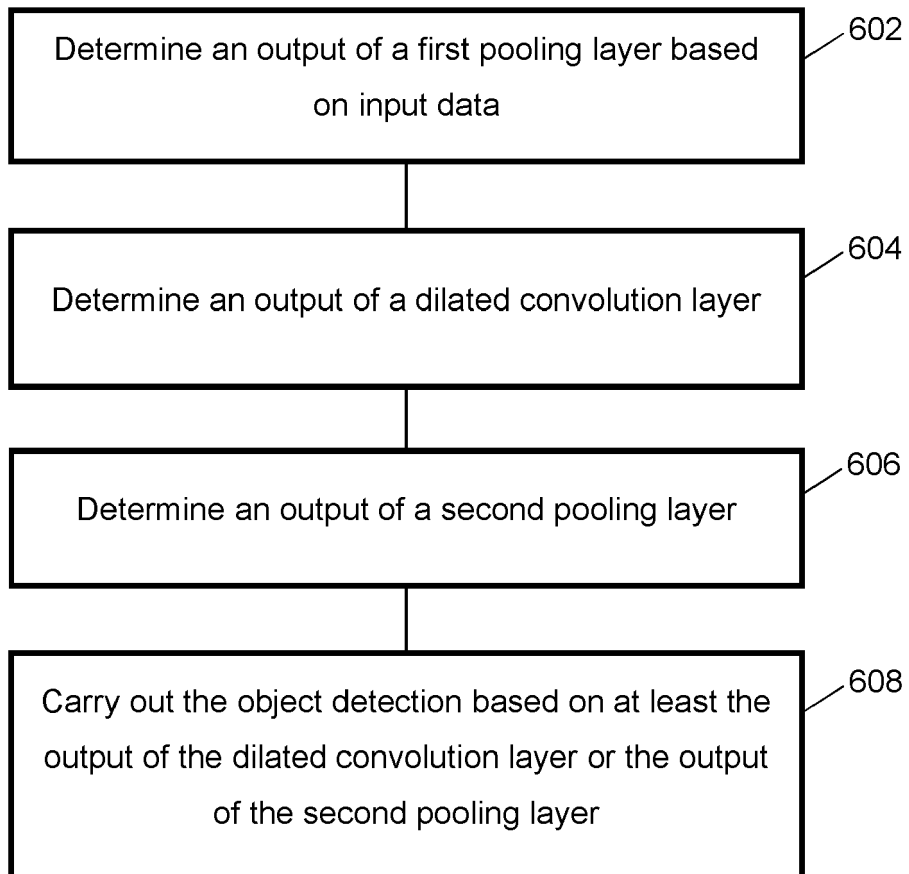 Determine an output of a first pooling layer based
on input data
602
Determine an output of a dilated convolution layer
604
Determine an output of a second pooling layer
606
Carry out the object detection based on at least the
output of the dilated convolution layer or the output
of the second pooling layer
608